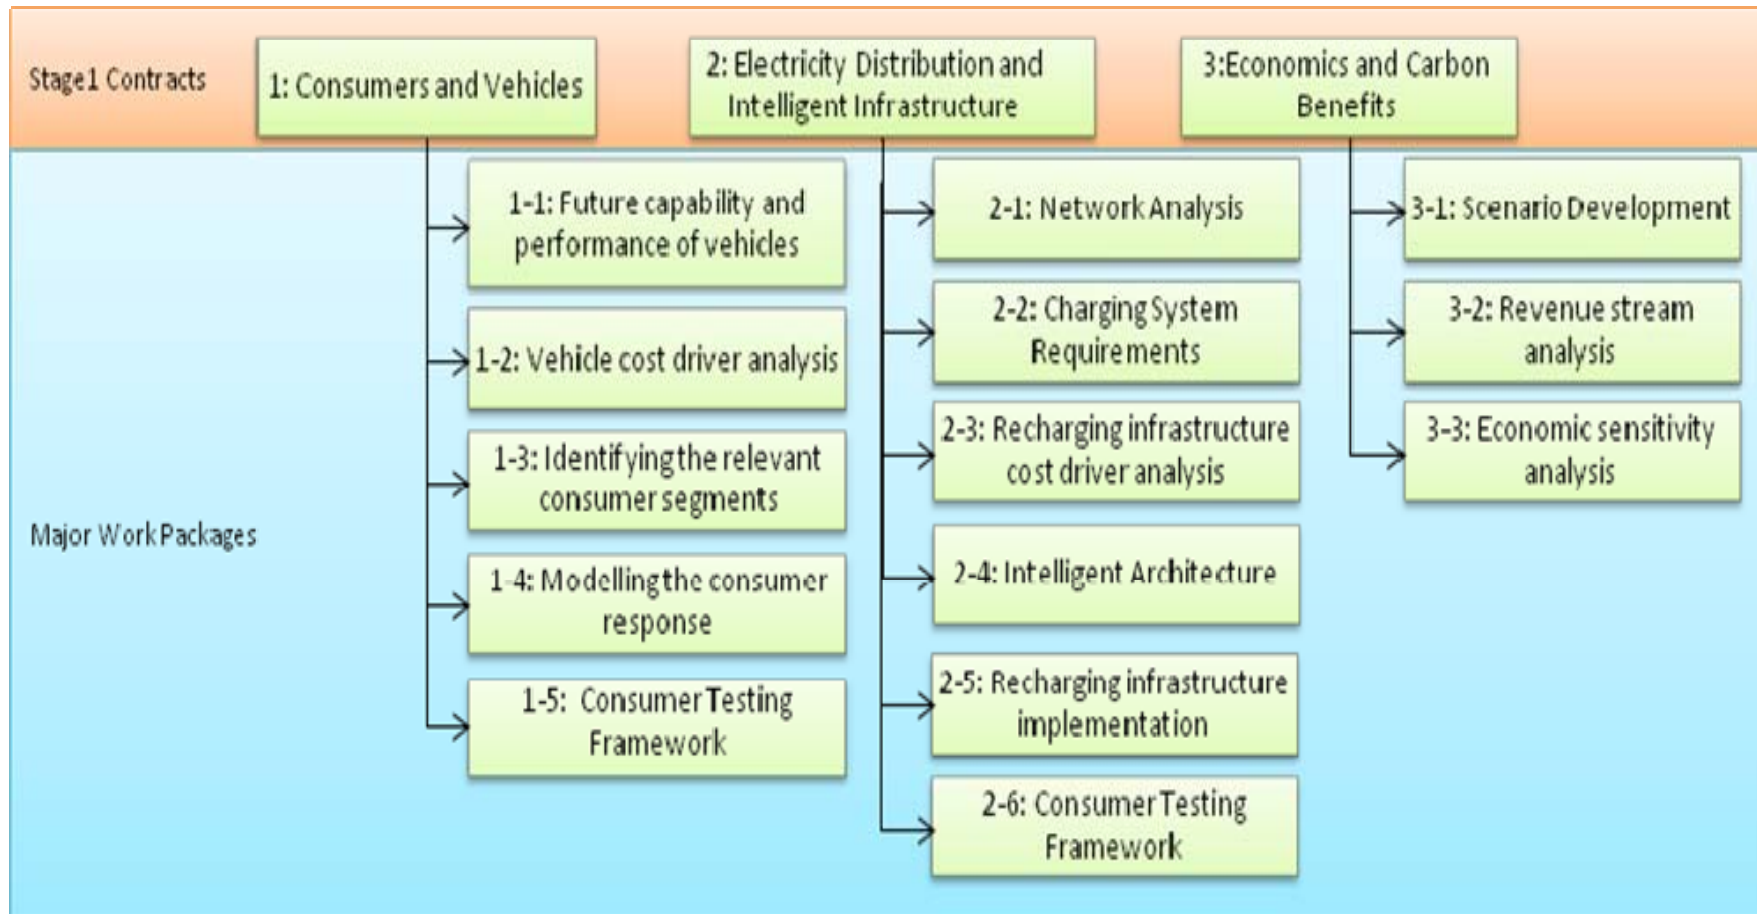 Stage1 Contracts
1: Consumers and Vehicles
2: Electricity Distribution and
Intelligent Infrastructure
3:Economics and Carbon
Benefits
Major Work Packages
1-1: Future capability and
performance of vehicles
1-2: Vehicle cost driver analysis
1-3: Identifying the relevant
consumer segments
1-4: Modelling the consumer
response
1-5: Consumer Testing
Framework
2-1: Network Analysis
2-2: Charging System
Requirements
2-3: Recharging infrastructure
cost driver analysis
2-4: Intelligent Architecture
2-5: Recharging infrastructure
implementation
2-6: Consumer Testing
Framework
3-1: Scenario Development
3-2: Revenue stream
analysis
3-3: Economic sensitivity
analysis